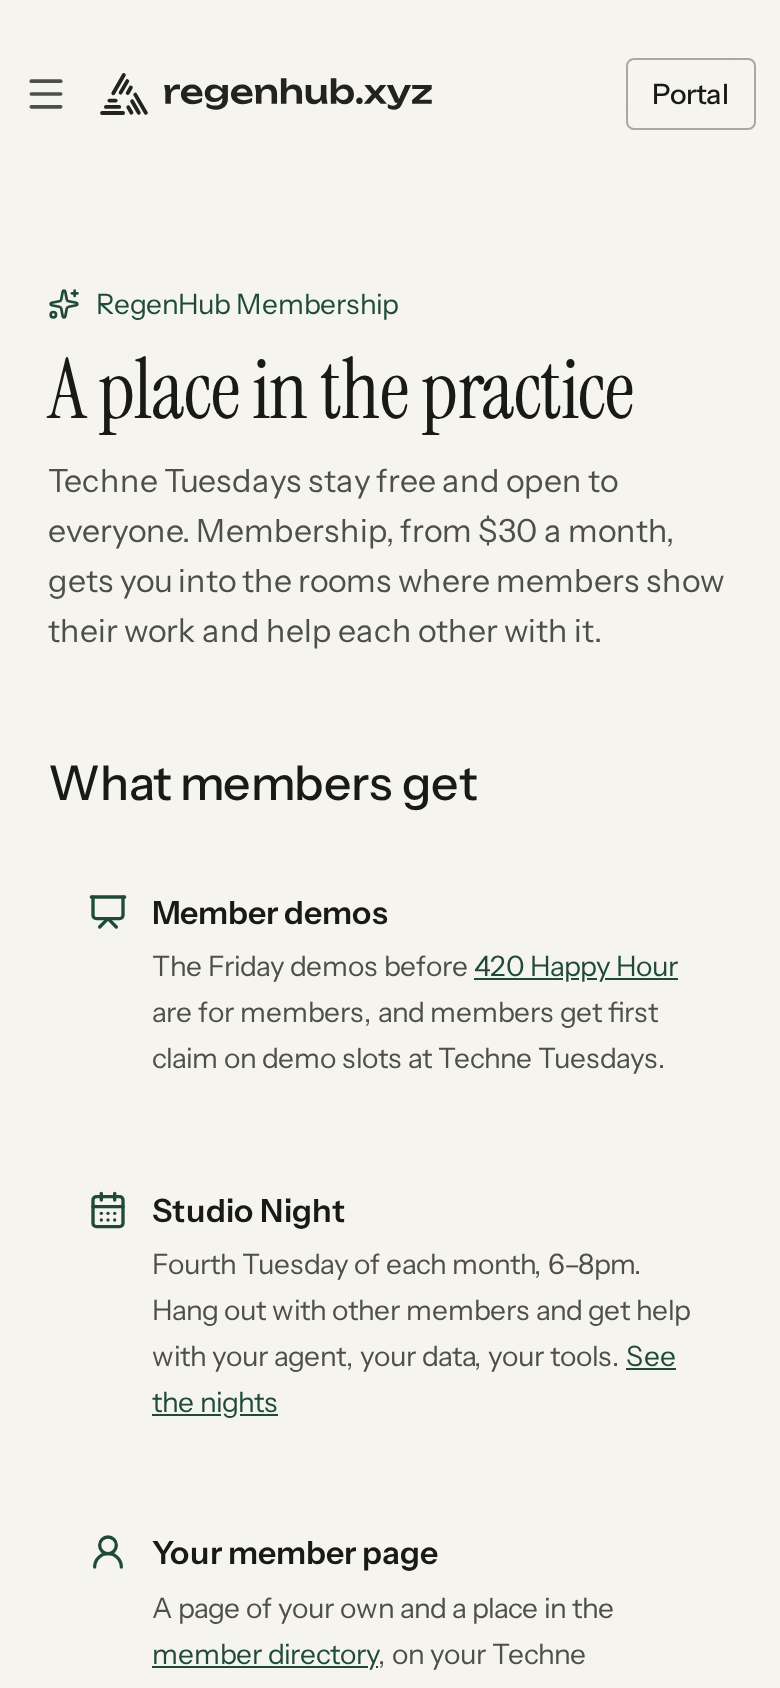 regenhub.xyz
Portal
RegenHub Membership
A place in the practice
Techne Tuesdays stay free and open to
everyone. Membership, from $30 a month,
gets you into the rooms where members show
their work and help each other with it.
What members get
Member demos
The Friday demos before 420 Happy Hour
are for members, and members get first
claim on demo slots at Techne Tuesdays.
Studio Night
Fourth Tuesday of each month, 6–8pm.
Hang out with other members and get help
with your agent, your data, your tools. See
the nights
Your member page
A page of your own and a place in the
member directory, on your Techne